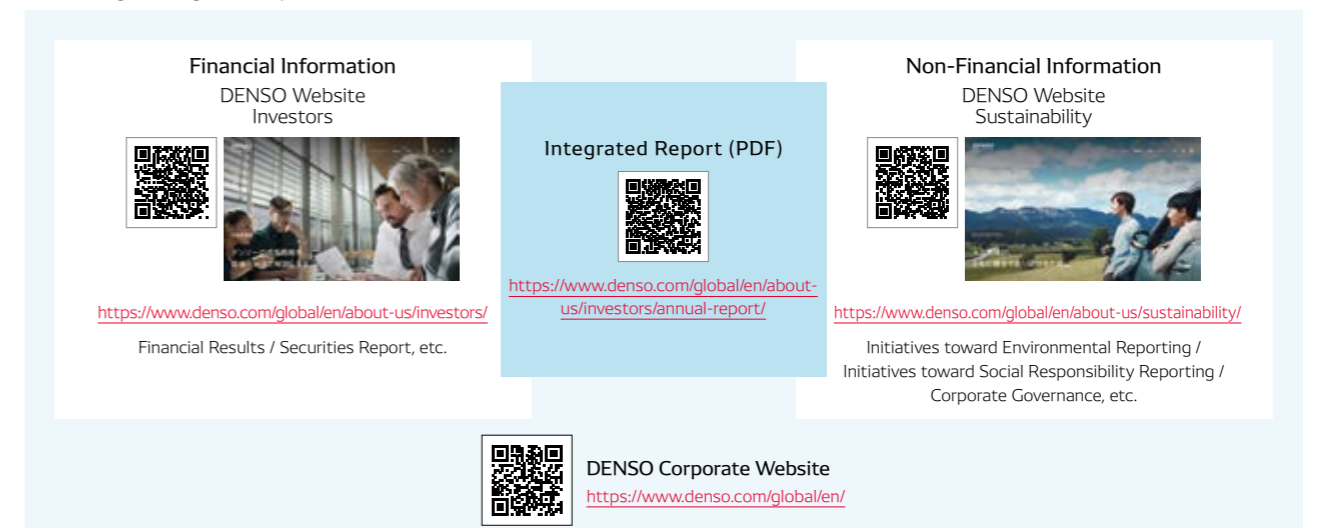 Financial Information
DENSO Website
Investors
https://www.denso.com/global/en/about-us/investors/
Financial Results / Securities Report, etc.
Integrated Report (PDF)
https://www.denso.com/global/en/about-
us/investors/annual-report/
Non-Financial Information
DENSO Website
Sustainability
https://www.denso.com/global/en/about-us/sustainability/
Initiatives toward Environmental Reporting /
Initiatives toward Social Responsibility Reporting /
Corporate Governance, etc.
DENSO Corporate Website
https://www.denso.com/global/en/